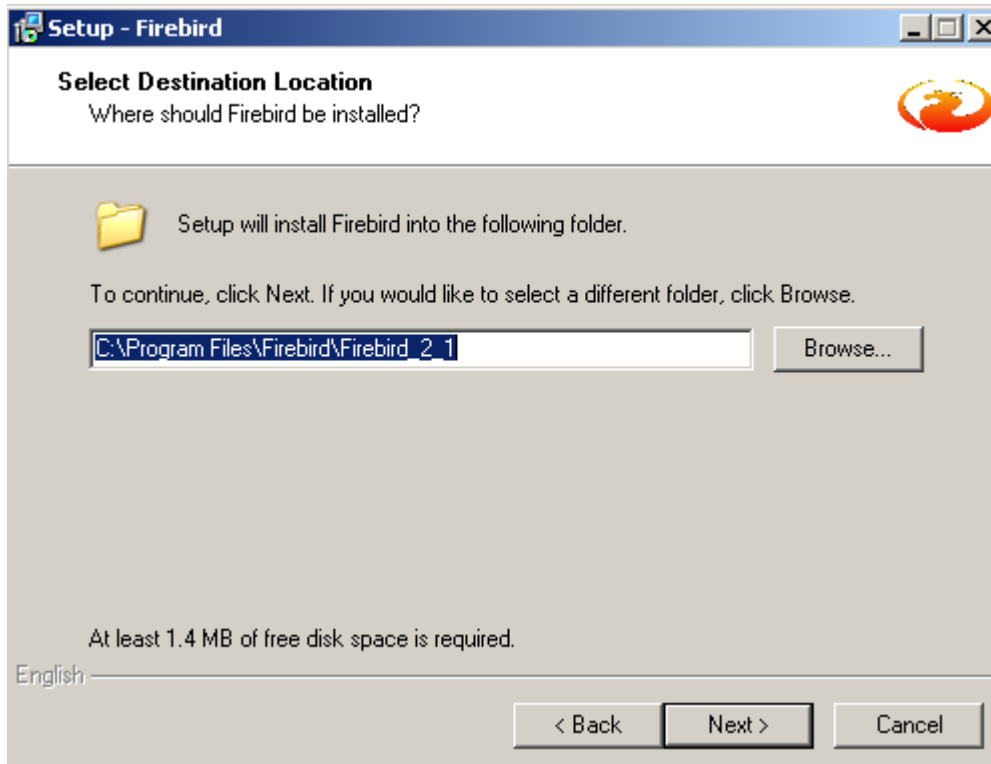 Setup - Firebird
Select Destination Location
Where should Firebird be installed?
Setup will install Firebird into the following folder.
To continue, click Next. If you would like to select a different folder, click Browse.
C:\Program Files\Firebird\Firebird_2_1
Browse...
At least 1.4 MB of free disk space is required.
English
< Back
Next >
Cancel